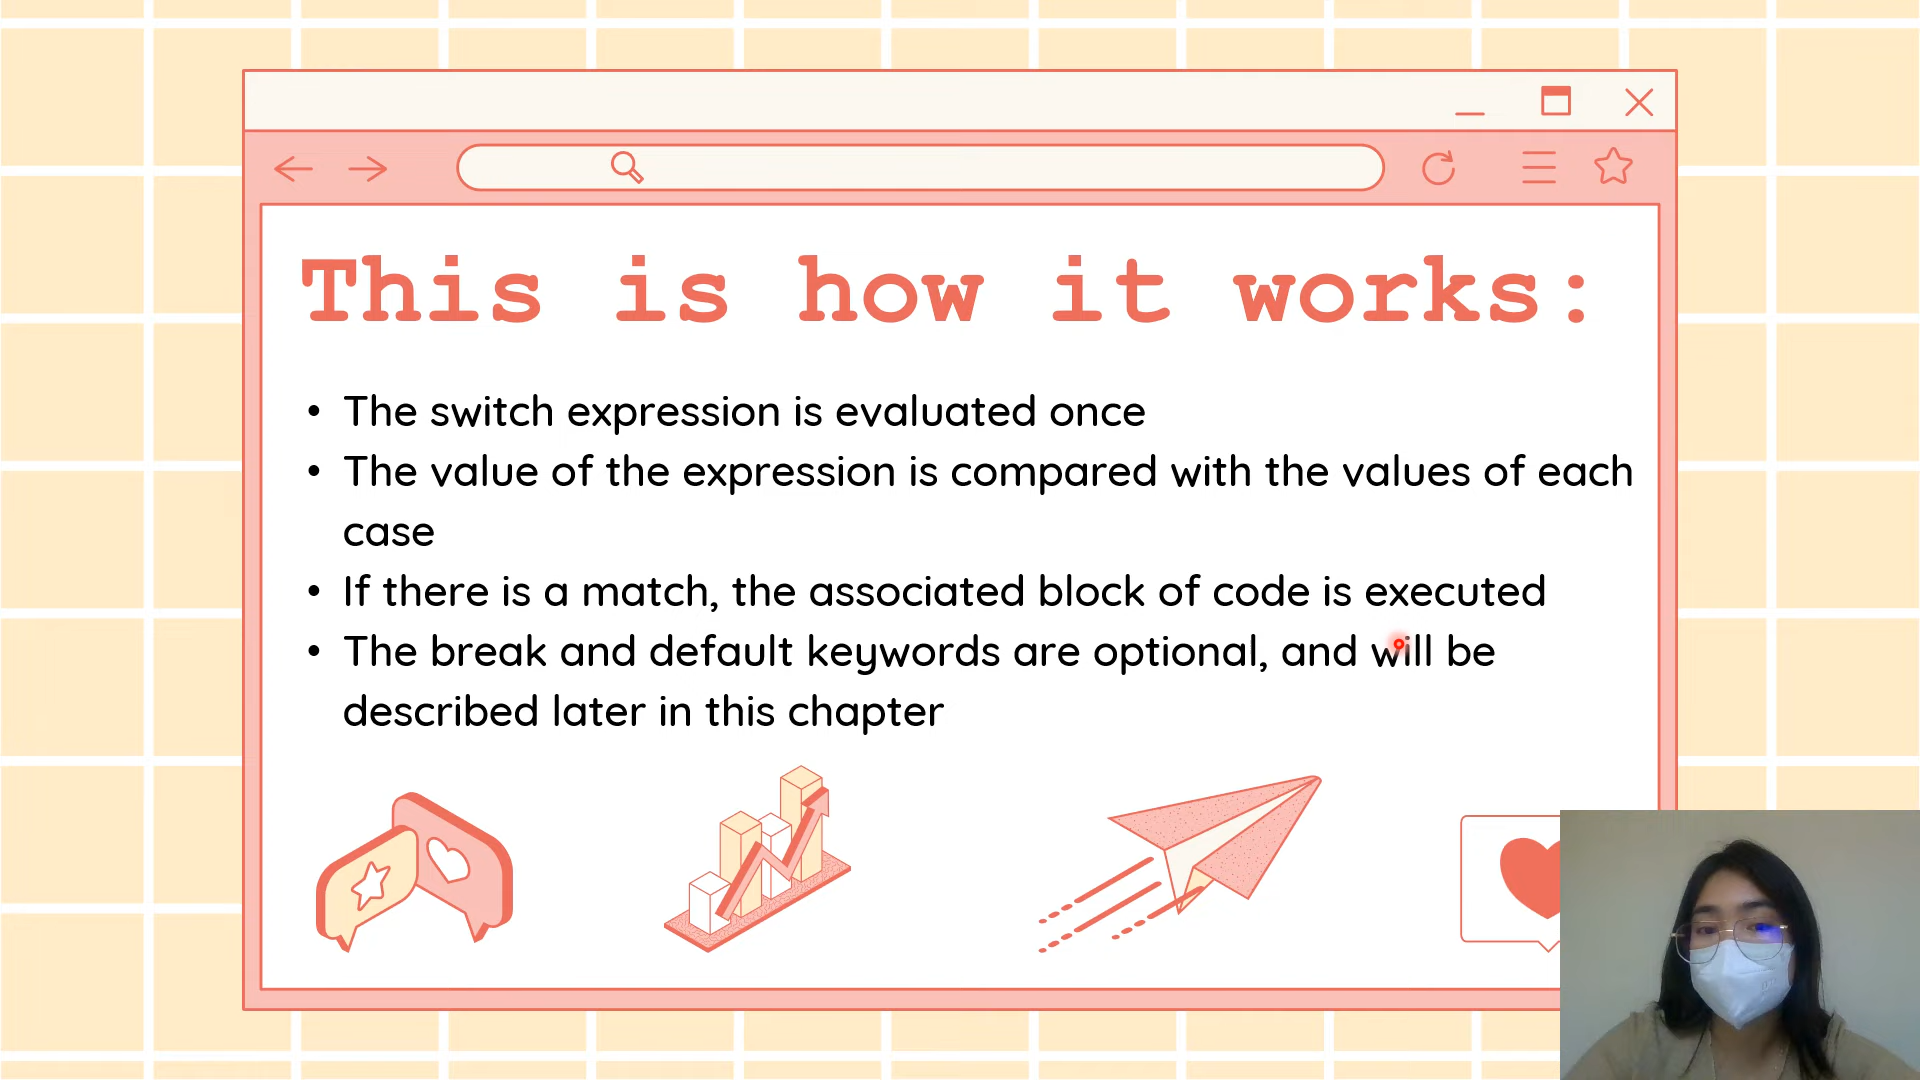 This is how it works:
• The switch expression is evaluated once
• The value of the expression is compared with the values of each
case
• If there is a match, the associated block of code is executed
• The break and default keywords are optional, and will be
described later in this chapter